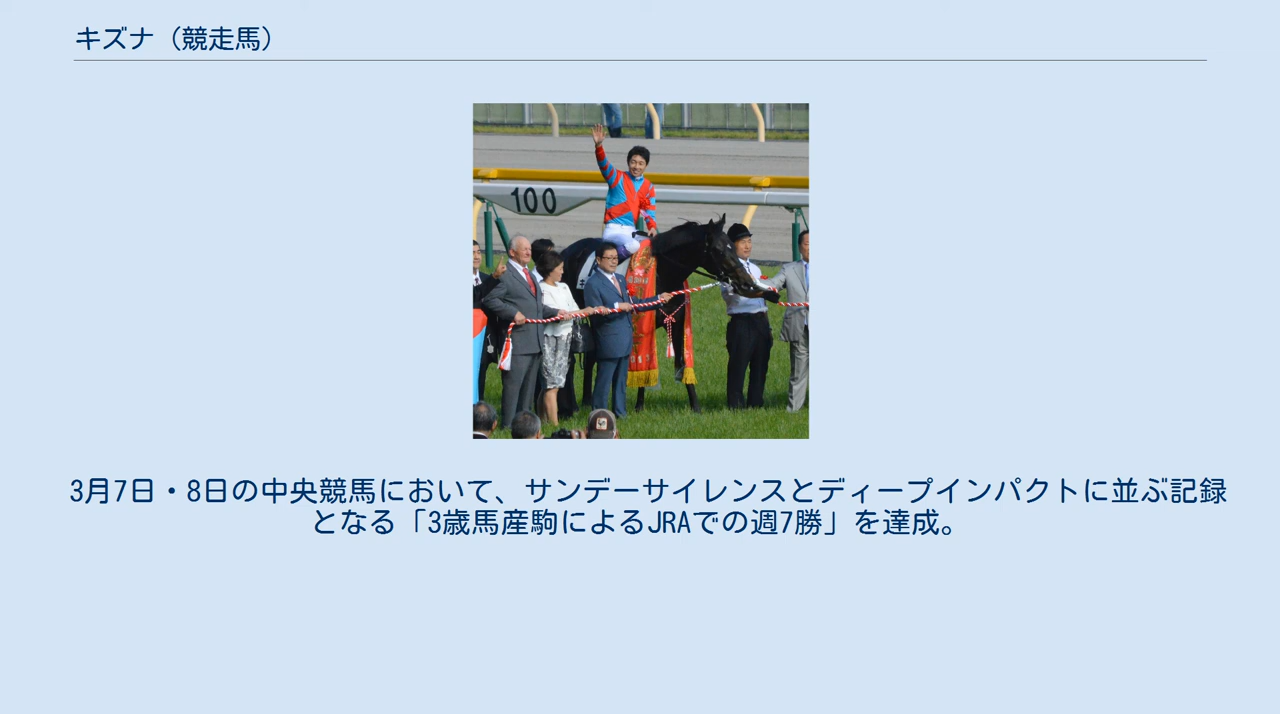 キズナ（競走馬）
100
3月7日・8日の中央競馬において、サンデーサイレンスとディープインパクトに並ぶ記録
となる「3歳馬産駒によるJRAでの週7勝」を達成。